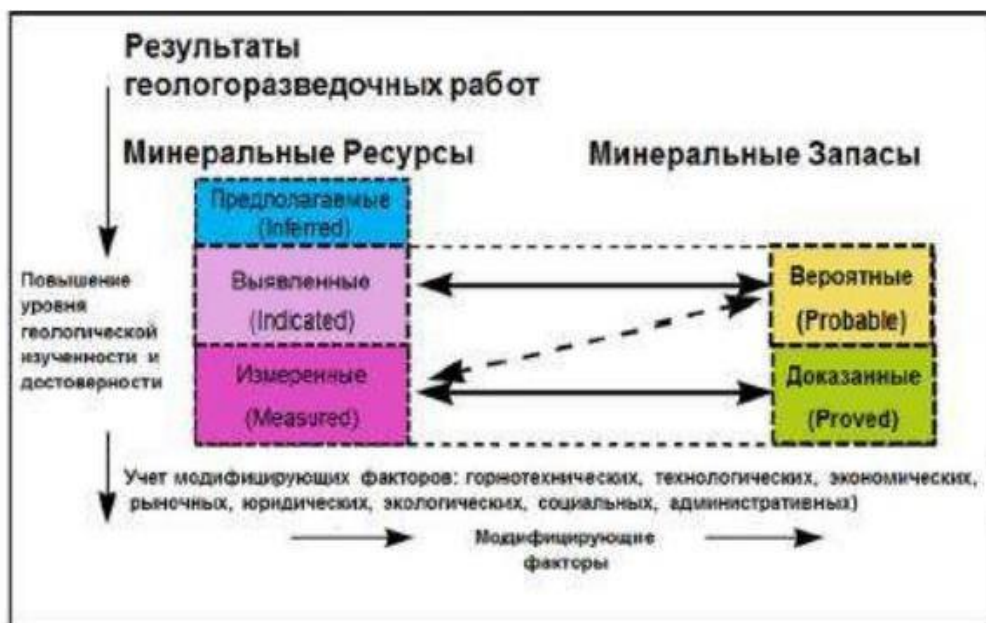 Результаты
геологоразведочных работ
Минеральные Ресурсы
Минеральные Запасы
Предполагаемые
(Inferred)
Выявленные
(Indicated)
Измеренные
(Measured)
Вероятные
(Probable)
Доказанные
(Proved)
Повышение
уровня
геологической
изученности и
достоверности
Учет модифицирующих факторов: горнотехнических, технологических, экономических,
рыночных, юридических, экологических, социальных, административных)
Модифицирующие
факторы